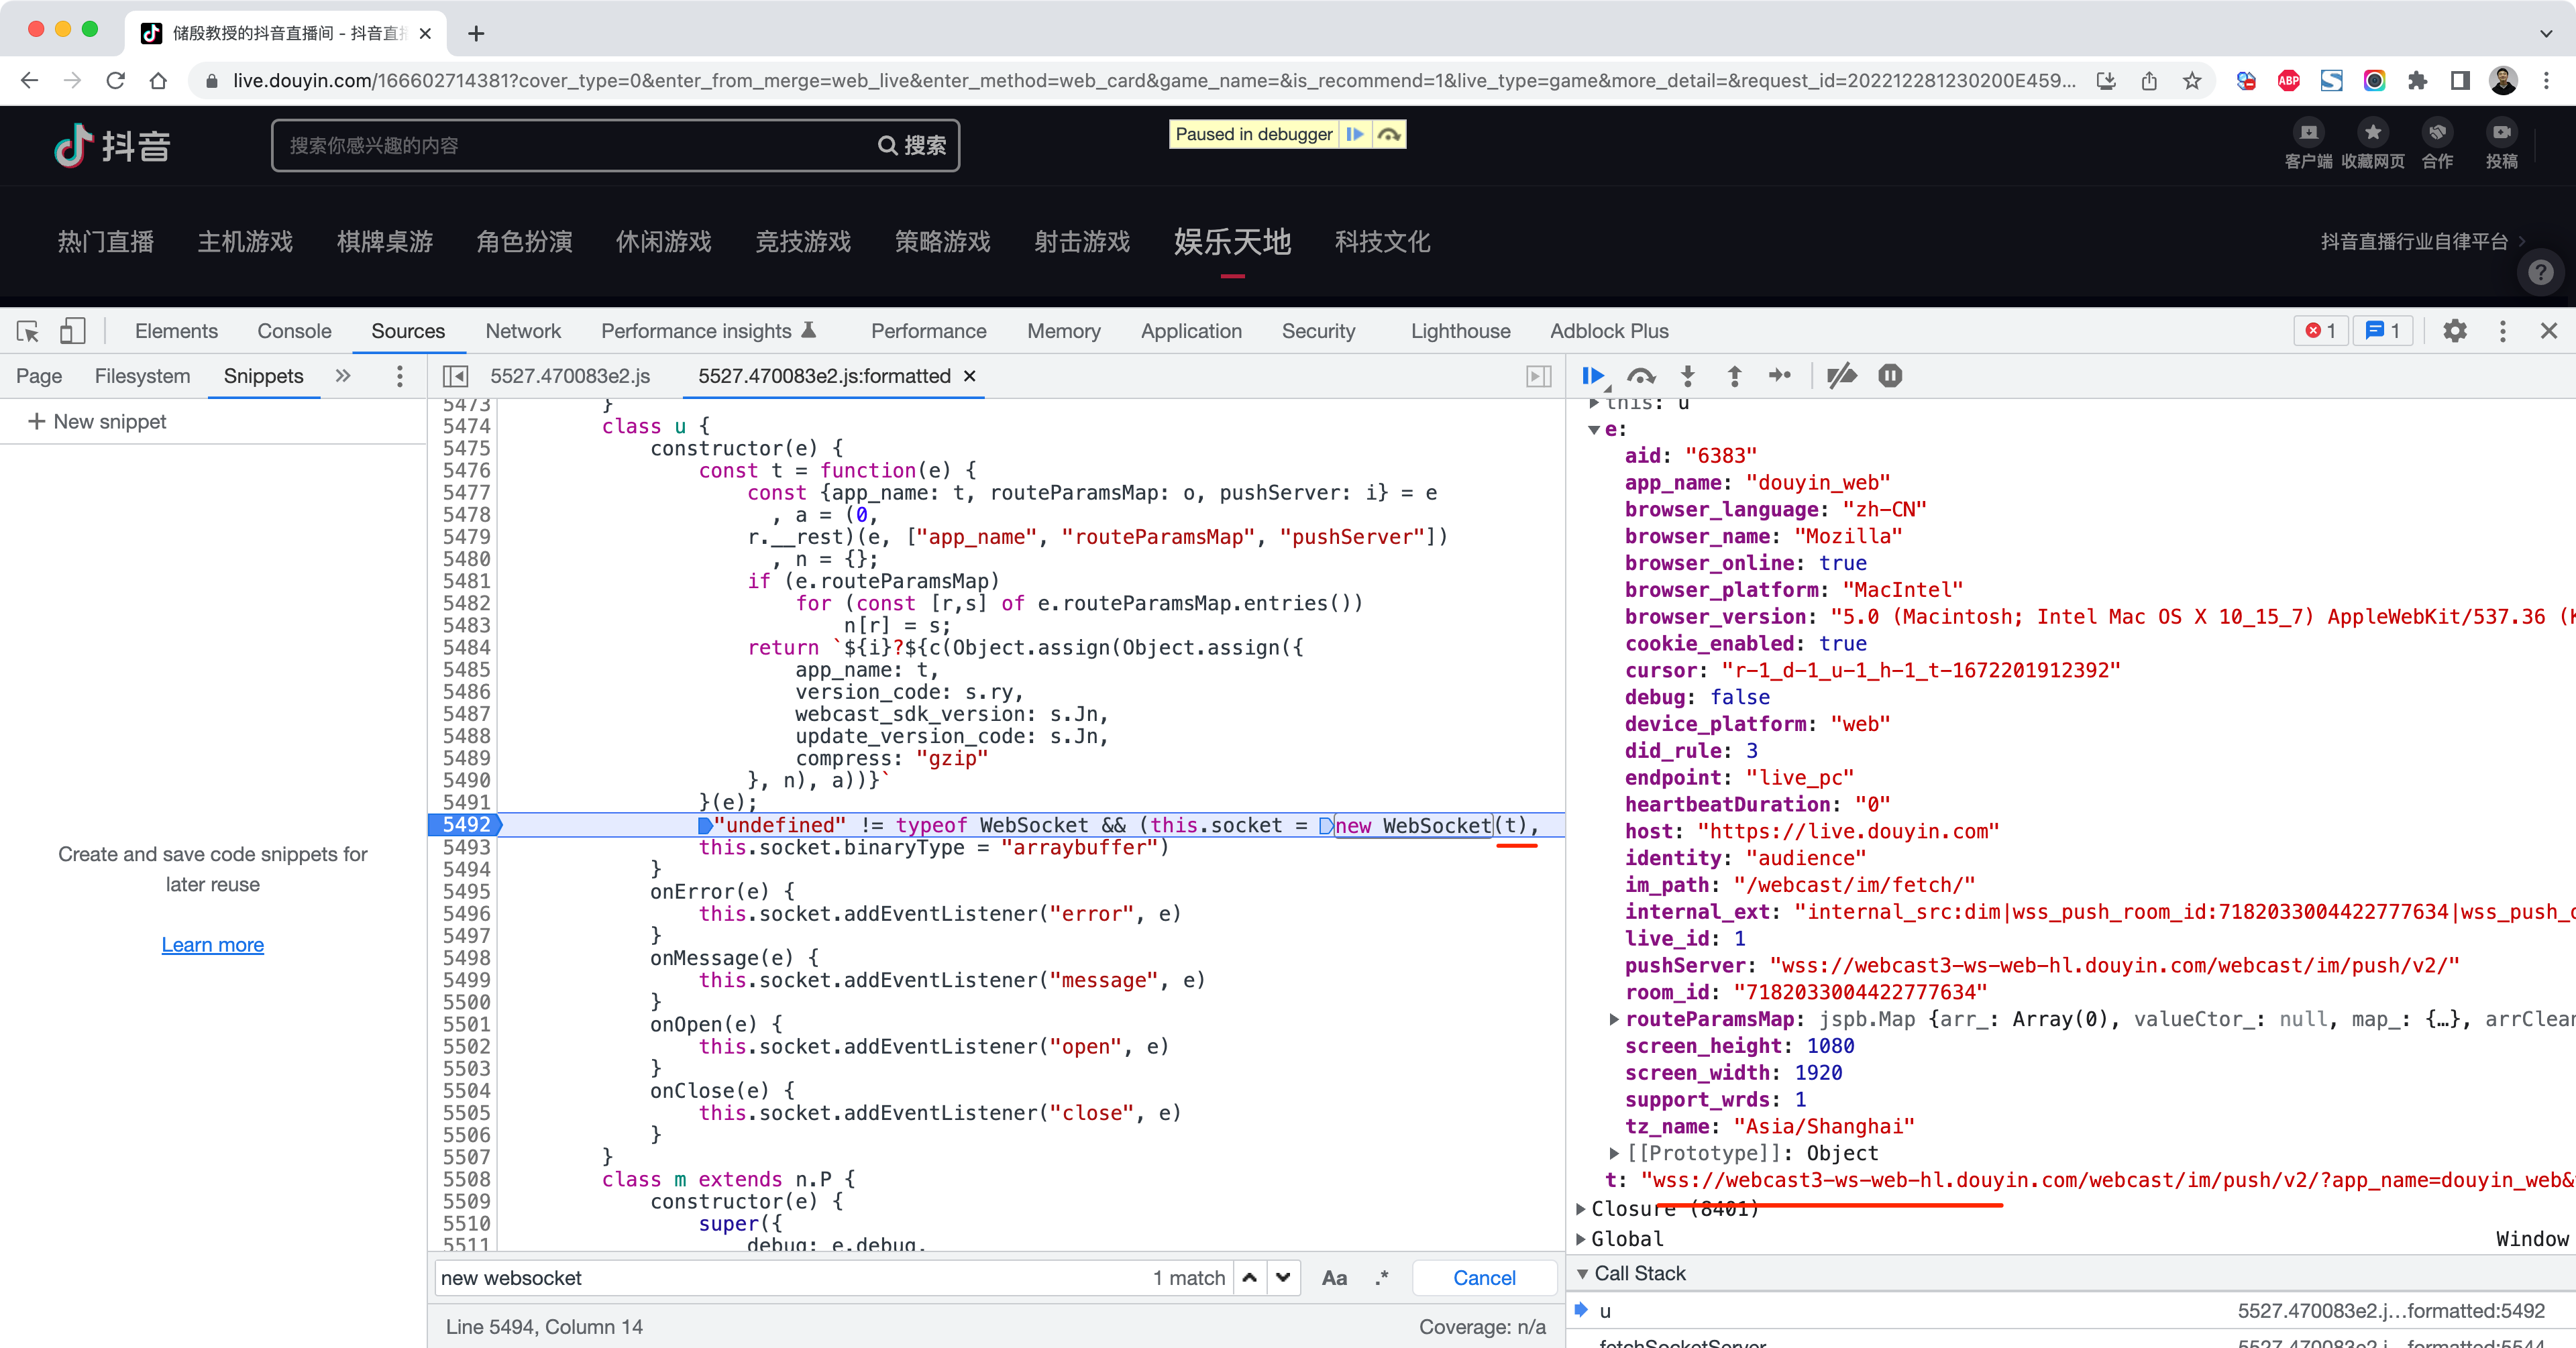 储殷教授的抖音直播间 - 抖音直播
live.douyin.com/166602714381?cover_type=0&enter_from_merge=web_live&enter_method=web_card&game_name=&is_recommend=1&live_type=game&more_detail=&request_id=202212281230200E459...
ABP
抖音
搜索你感兴趣的内容
搜索
Paused in debugger
客户端 收藏网页 合作 投稿
热门直播 主机游戏 棋牌桌游 角色扮演 休闲游戏 竞技游戏 策略游戏 射击游戏 娱乐天地 科技文化
抖音直播行业自律平台
Elements Console Sources Network Performance insights Performance Memory Application Security Lighthouse Adblock Plus
1 1
Page Filesystem Snippets
+ New snippet
Create and save code snippets for
later reuse
Learn more
5527.470083e2.js 5527.470083e2.js:formatted
5473 }
5474 class u {
5475 constructor(e) {
5476 const t = function(e) {
5477 const {app_name: t, routeParamsMap: o, pushServer: i} = e
5478 , a = (0,
5479 r.__rest)(e, ["app_name", "routeParamsMap", "pushServer"])
5480 , n = {};
5481 if (e.routeParamsMap)
5482 for (const [r,s] of e.routeParamsMap.entries())
5483 n[r] = s;
5484 return `${i}?${c(Object.assign(Object.assign({
5485 app_name: t,
5486 version_code: s.ry,
5487 webcast_sdk_version: s.Jn,
5488 update_version_code: s.Jn,
5489 compress: "gzip"
5490 }, n), a))}`
5491 }(e);
5492 "undefined" != typeof WebSocket && (this.socket = new WebSocket(t),
5493 this.socket.binaryType = "arraybuffer")
5494 }
5495 onError(e) {
5496 this.socket.addEventListener("error", e)
5497 }
5498 onMessage(e) {
5499 this.socket.addEventListener("message", e)
5500 }
5501 onOpen(e) {
5502 this.socket.addEventListener("open", e)
5503 }
5504 onClose(e) {
5505 this.socket.addEventListener("close", e)
5506 }
5507 }
5508 class m extends n.P {
5509 constructor(e) {
5510 super({
5511 debug: e.debug,
new websocket
1 match
Aa .* Cancel
Line 5494, Column 14
Coverage: n/a
this: u
e:
aid: "6383"
app_name: "douyin_web"
browser_language: "zh-CN"
browser_name: "Mozilla"
browser_online: true
browser_platform: "MacIntel"
browser_version: "5.0 (Macintosh; Intel Mac OS X 10_15_7) AppleWebKit/537.36 (K
cookie_enabled: true
cursor: "r-1_d-1_u-1_h-1_t-1672201912392"
debug: false
device_platform: "web"
did_rule: 3
endpoint: "live_pc"
heartbeatDuration: "0"
host: "https://live.douyin.com"
identity: "audience"
im_path: "/webcast/im/fetch/"
internal_ext: "internal_src:dim|wss_push_room_id:7182033004422777634|wss_push_
live_id: 1
pushServer: "wss://webcast3-ws-web-hl.douyin.com/webcast/im/push/v2/"
room_id: "7182033004422777634"
routeParamsMap: jspb.Map {arr_: Array(0), valueCtor_: null, map_: {…}, arrClean
screen_height: 1080
screen_width: 1920
support_wrds: 1
tz_name: "Asia/Shanghai"
[[Prototype]]: Object
t: "wss://webcast3-ws-web-hl.douyin.com/webcast/im/push/v2/?app_name=douyin_web&
Closure (8401)
Global Window
Call Stack
u 5527.470083e2.j…formatted:5492
fetchSocketServer 5527.470083e2.j…formatted:5544